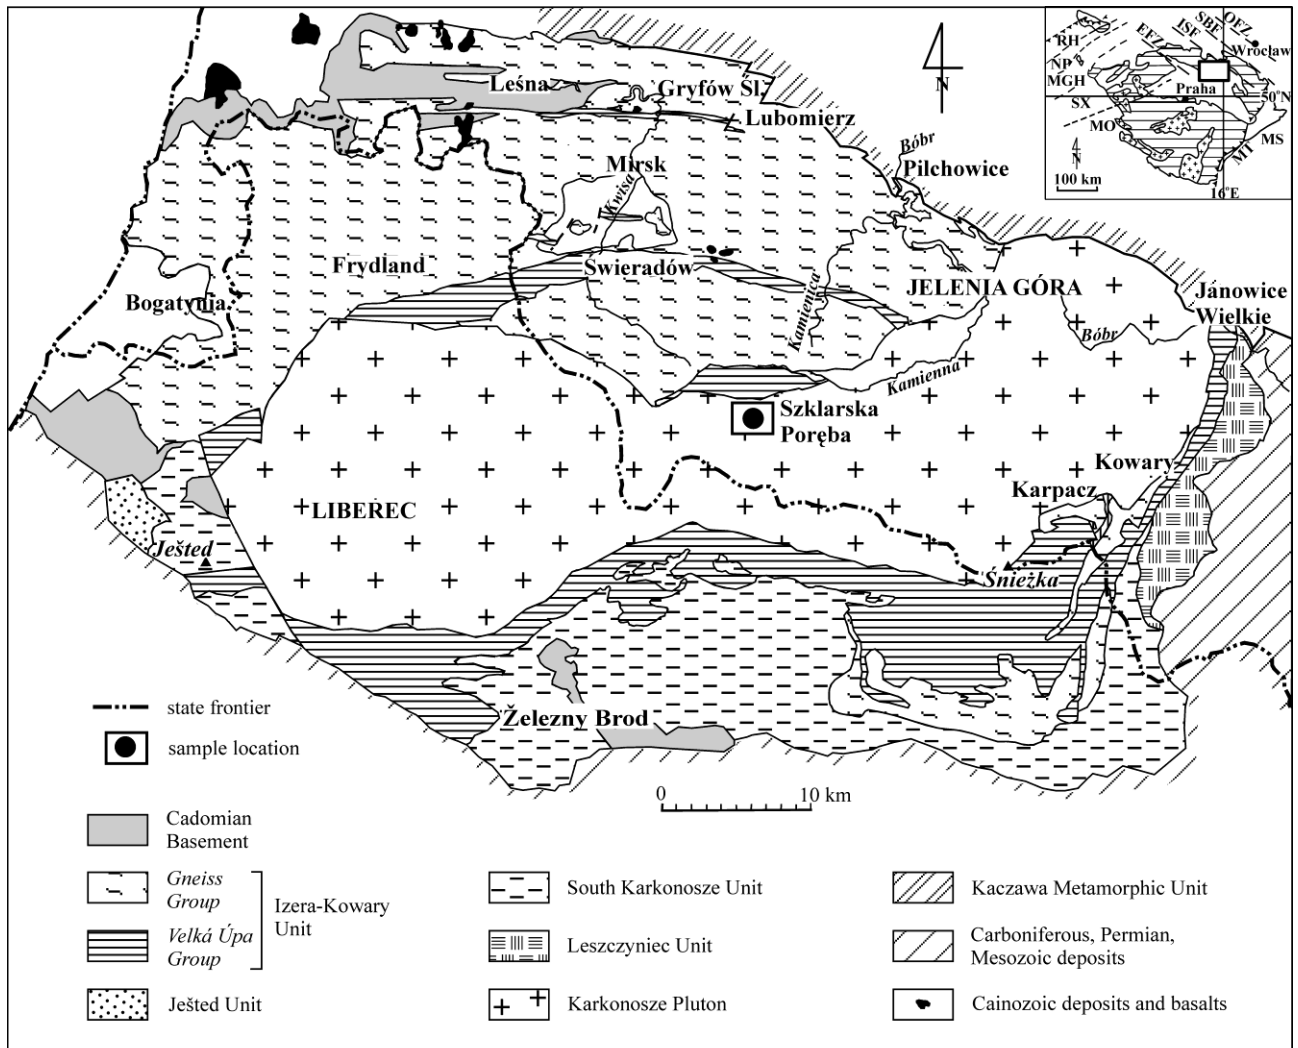 N
Leśna
Gryfów Śl.
Lubomierz
Bóbr
Pilchowice
Mirsk
Kwisa
Świeradów
Frydland
Bogatynia
Kamienica
JELENIA GÓRA
Janowice
Wielkie
Bóbr
Kamienna
Szklarska
Poręba
Kowary
Karpacz
LIBEREC
Ješted
Śnieżka
Železny Brod
RH
NP
MGH
SX
MO
EF
ISF
SBF
OFZ
Wrocław
Praha
50°N
MS
MT
N
100 km
16°E
state frontier
sample location
0 10 km
Cadomian
Basement
Gneiss
Group
Velká Úpa
Group
Izera-Kowary
Unit
Ješted Unit
South Karkonosze Unit
Leszczyniec Unit
Karkonosze Pluton
Kaczawa Metamorphic Unit
Carboniferous, Permian,
Mesozoic deposits
Cainozoic deposits and basalts